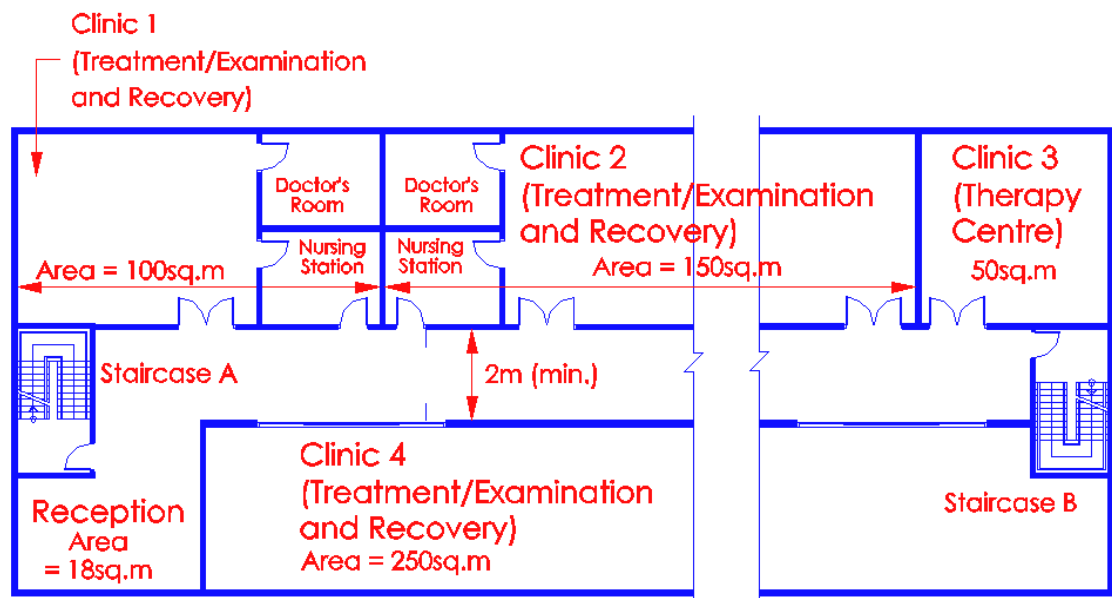 Clinic 1
(Treatment/Examination
and Recovery)
Doctor's
Room
Doctor's
Room
Clinic 2
(Treatment/Examination
and Recovery)
Area = 150sq.m
Clinic 3
(Therapy
Centre)
50sq.m
Area = 100sq.m
Nursing
Station
Nursing
Station
Staircase A
2m (min.)
Clinic 4
(Treatment/Examination
and Recovery)
Area = 250sq.m
Reception
Area
= 18sq.m
Staircase B